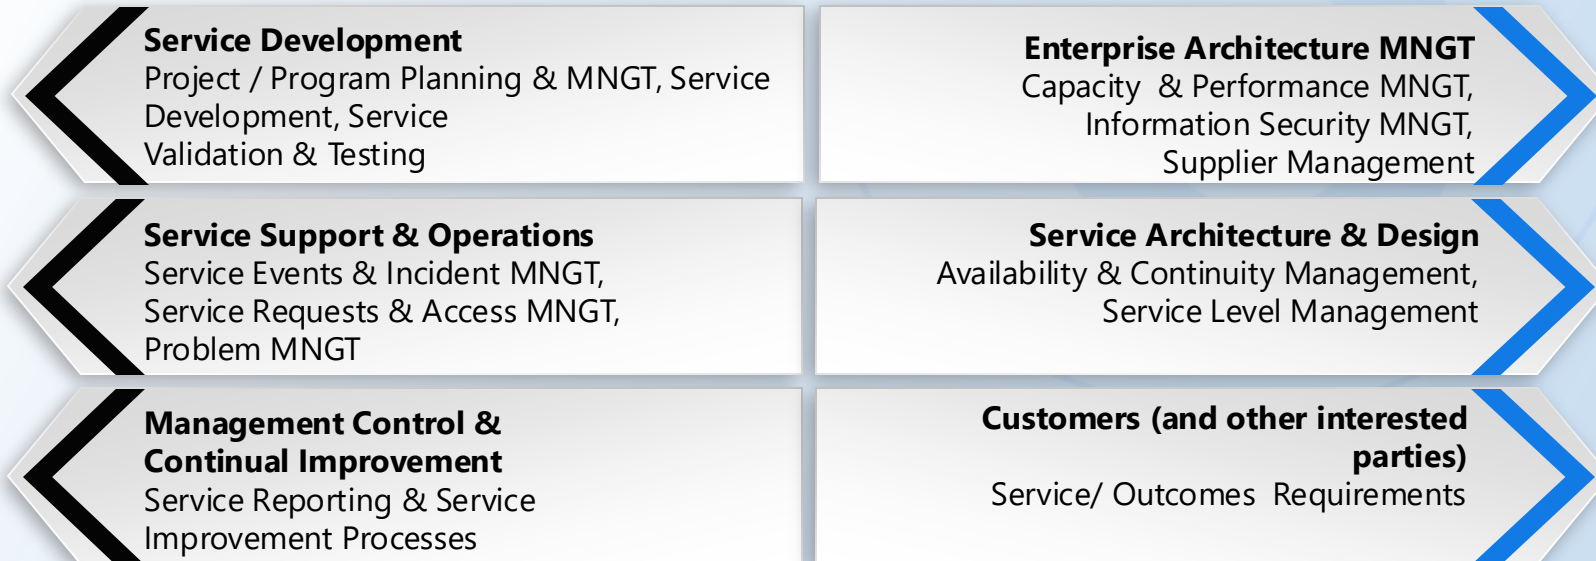 Service Development
Project / Program Planning & MNGT, Service
Development, Service
Validation & Testing
Enterprise Architecture MNGT
Capacity & Performance MNGT,
Information Security MNGT,
Supplier Management
Service Support & Operations
Service Events & Incident MNGT,
Service Requests & Access MNGT,
Problem MNGT
Service Architecture & Design
Availability & Continuity Management,
Service Level Management
Management Control &
Continual Improvement
Service Reporting & Service
Improvement Processes
Customers (and other interested
parties)
Service/ Outcomes Requirements